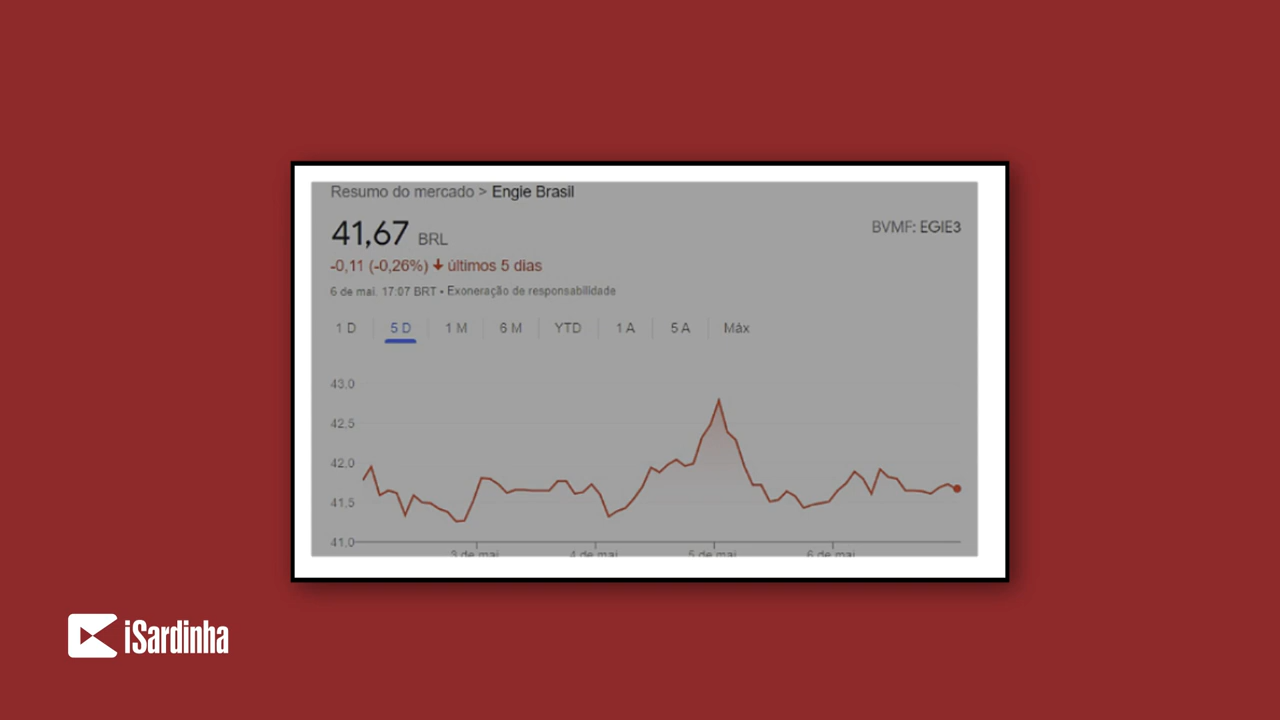 Resumo do mercado > Engie Brasil
41,67 BRL
BVMF: EGIE3
-0,11 (-0,26%) ↓ últimos 5 dias
6 de mai. 17:07 BRT • Exoneração de responsabilidade
1 D 5 D 1 M 6 M YTD 1 A 5 A Máx
43.0
42.5
42.0
41.5
41.0
3 de mai. 4 de mai. 5 de mai. 6 de mai.
iSardinha